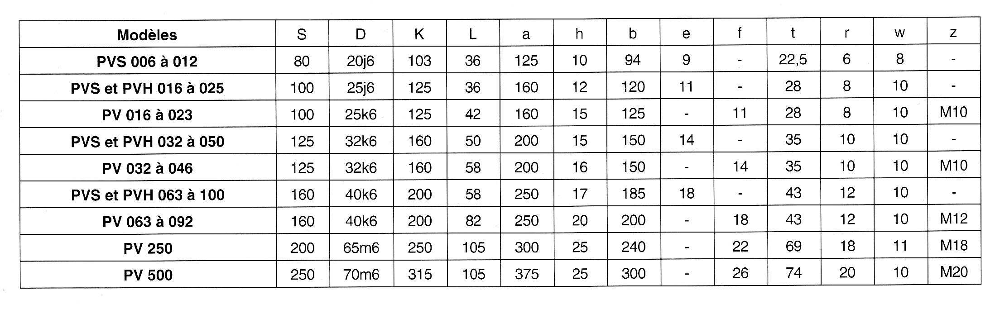 Modèles S D K L a h b e f t r w z
PVS 006 à 012 80 20j6 103 36 125 10 94 9 - 22,5 6 8 -
PVS et PVH 016 à 025 100 25j6 125 36 160 12 120 11 - 28 8 10 -
PV 016 à 023 100 25k6 125 42 160 15 125 - 11 28 8 10 M10
PVS et PVH 032 à 050 125 32k6 160 50 200 15 150 14 - 35 10 10 -
PV 032 à 046 125 32k6 160 58 200 16 150 - 14 35 10 10 M10
PVS et PVH 063 à 100 160 40k6 200 58 250 17 185 18 - 43 12 10 -
PV 063 à 092 160 40k6 200 82 250 20 200 - 18 43 12 10 M12
PV 250 200 65m6 250 105 300 25 240 - 22 69 18 11 M18
PV 500 250 70m6 315 105 375 25 300 - 26 74 20 10 M20